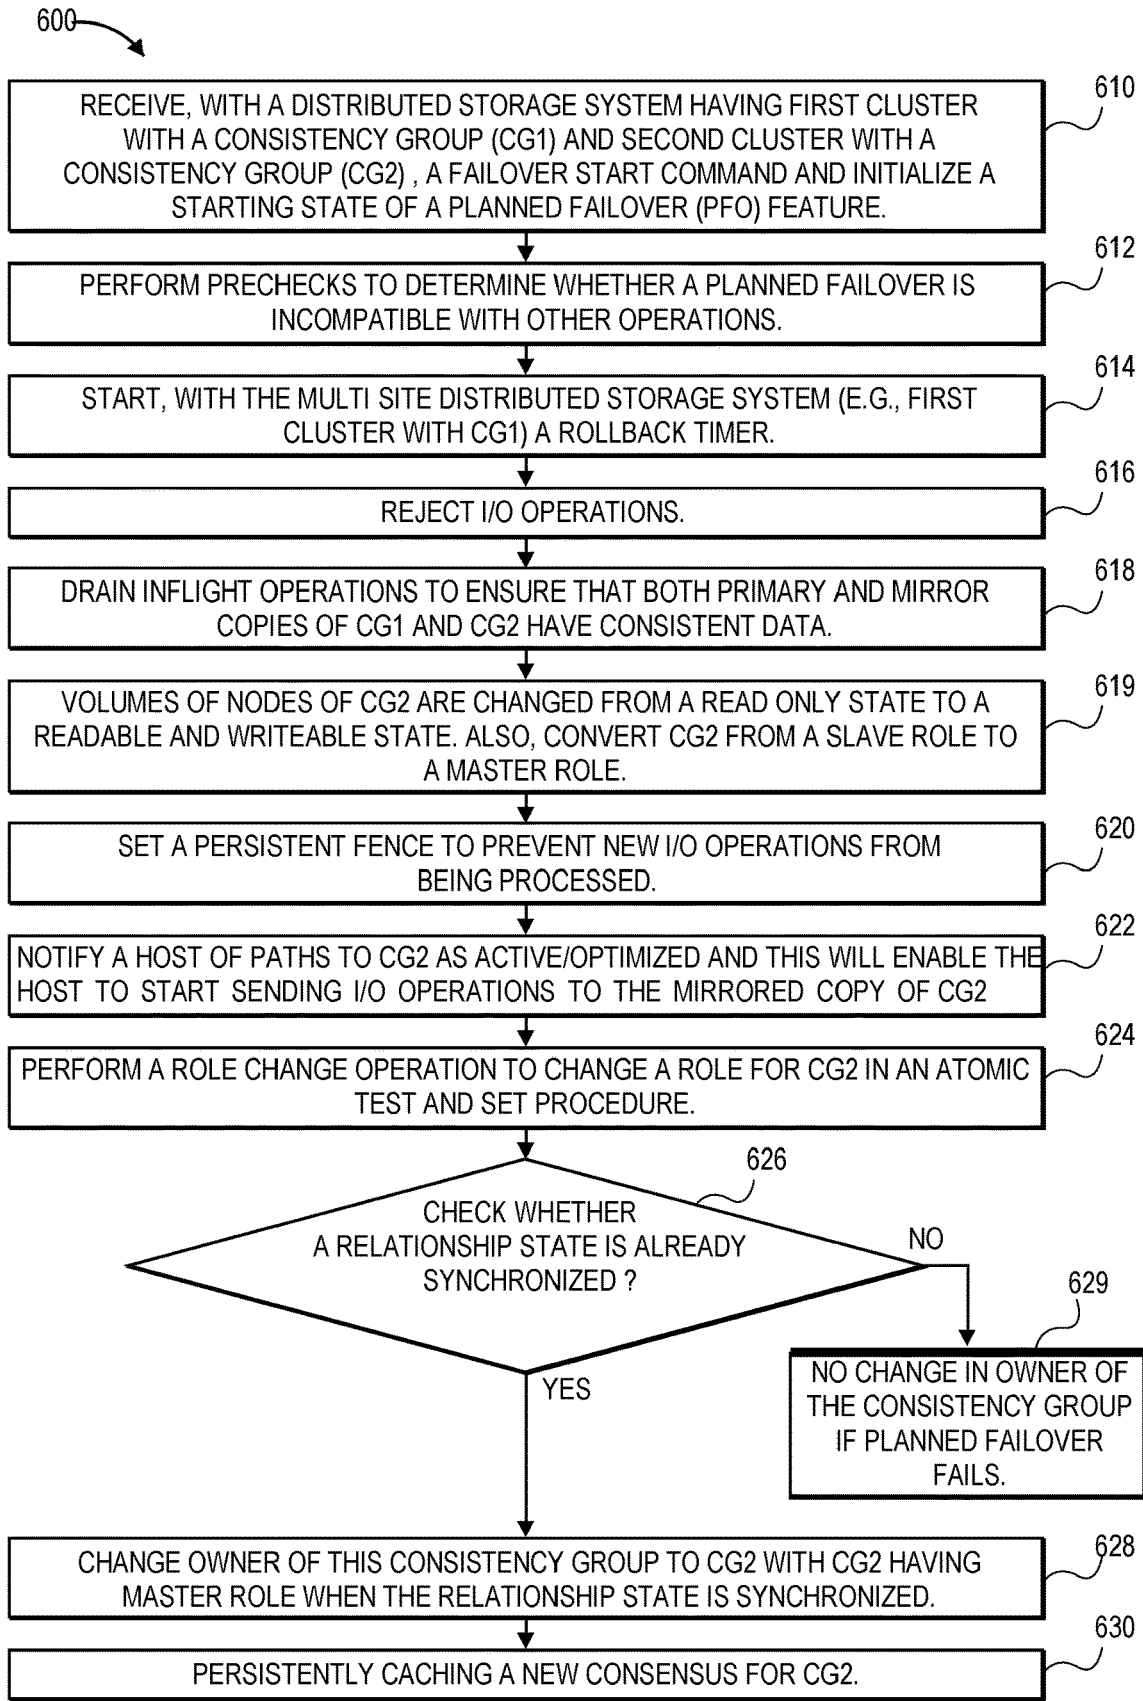 600
610
RECEIVE, WITH A DISTRIBUTED STORAGE SYSTEM HAVING FIRST CLUSTER
WITH A CONSISTENCY GROUP (CG1) AND SECOND CLUSTER WITH A
CONSISTENCY GROUP (CG2) , A FAILOVER START COMMAND AND INITIALIZE A
STARTING STATE OF A PLANNED FAILOVER (PFO) FEATURE.
612
PERFORM PRECHECKS TO DETERMINE WHETHER A PLANNED FAILOVER IS
INCOMPATIBLE WITH OTHER OPERATIONS.
614
START, WITH THE MULTI SITE DISTRIBUTED STORAGE SYSTEM (E.G., FIRST
CLUSTER WITH CG1) A ROLLBACK TIMER.
616
REJECT I/O OPERATIONS.
618
DRAIN INFLIGHT OPERATIONS TO ENSURE THAT BOTH PRIMARY AND MIRROR
COPIES OF CG1 AND CG2 HAVE CONSISTENT DATA.
619
VOLUMES OF NODES OF CG2 ARE CHANGED FROM A READ ONLY STATE TO A
READABLE AND WRITEABLE STATE. ALSO, CONVERT CG2 FROM A SLAVE ROLE TO
A MASTER ROLE.
620
SET A PERSISTENT FENCE TO PREVENT NEW I/O OPERATIONS FROM
BEING PROCESSED.
622
NOTIFY A HOST OF PATHS TO CG2 AS ACTIVE/OPTIMIZED AND THIS WILL ENABLE THE
HOST TO START SENDING I/O OPERATIONS TO THE MIRRORED COPY OF CG2
624
PERFORM A ROLE CHANGE OPERATION TO CHANGE A ROLE FOR CG2 IN AN ATOMIC
TEST AND SET PROCEDURE.
626
CHECK WHETHER
A RELATIONSHIP STATE IS ALREADY
SYNCHRONIZED ?
NO
629
NO CHANGE IN OWNER OF
THE CONSISTENCY GROUP
IF PLANNED FAILOVER
FAILS.
YES
628
CHANGE OWNER OF THIS CONSISTENCY GROUP TO CG2 WITH CG2 HAVING
MASTER ROLE WHEN THE RELATIONSHIP STATE IS SYNCHRONIZED.
630
PERSISTENTLY CACHING A NEW CONSENSUS FOR CG2.